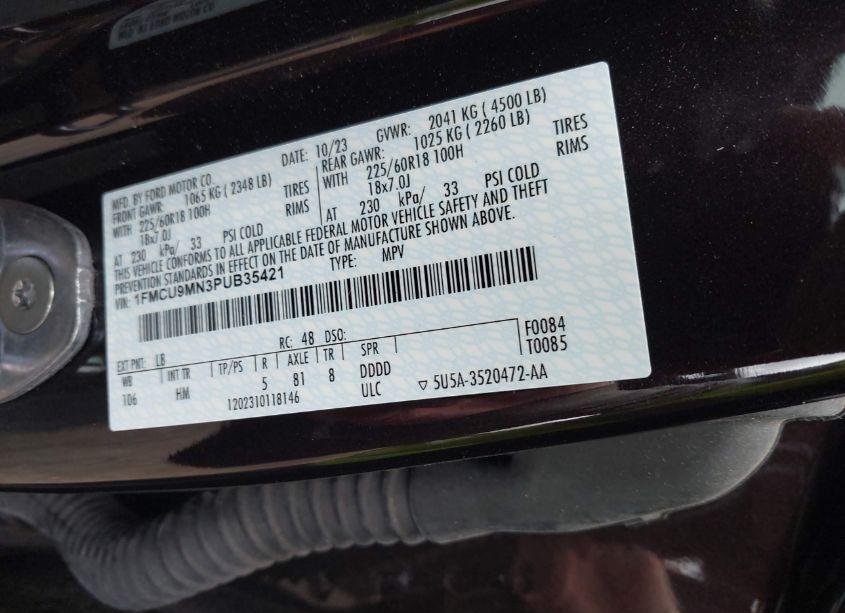 MFD. BY FORD MOTOR CO.
DATE: 10/23 GVWR: 2041 KG ( 4500 LB)
FRONT GAWR: 1065 KG ( 2348 LB) REAR GAWR: 1025 KG ( 2260 LB)
WITH 225/60R18 100H TIRES WITH 225/60R18 100H TIRES
18x7.0J RIMS 18x7.0J RIMS
AT 230 kPa/ 33 PSI COLD AT 230 kPa/ 33 PSI COLD
THIS VEHICLE CONFORMS TO ALL APPLICABLE FEDERAL MOTOR VEHICLE SAFETY AND THEFT
PREVENTION STANDARDS IN EFFECT ON THE DATE OF MANUFACTURE SHOWN ABOVE.
VIN: 1FMCU9MN3PUB35421 TYPE: MPV
F0084
T0085
EXT PNT: LB RC: 48 DSO:
WB INT TR TP/PS R AXLE TR SPR
106 HM 5 81 8 DDDD
1202310118146 ULC ▽ 5U5A-3520472-AA